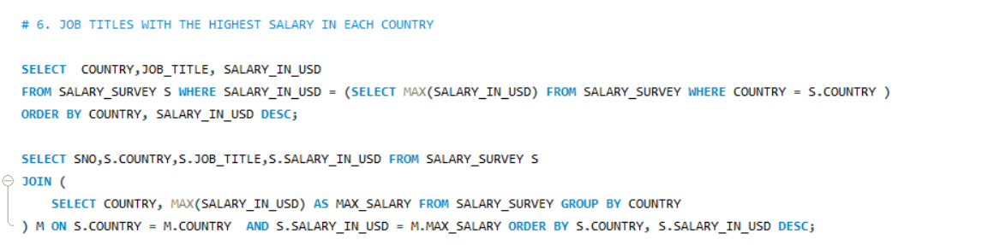 # 6. JOB TITLES WITH THE HIGHEST SALARY IN EACH COUNTRY
SELECT  COUNTRY,JOB_TITLE, SALARY_IN_USD
FROM SALARY_SURVEY S WHERE SALARY_IN_USD = (SELECT MAX(SALARY_IN_USD) FROM SALARY_SURVEY WHERE COUNTRY = S.COUNTRY )
ORDER BY COUNTRY, SALARY_IN_USD DESC;
SELECT SNO,S.COUNTRY,S.JOB_TITLE,S.SALARY_IN_USD FROM SALARY_SURVEY S
JOIN (
    SELECT COUNTRY, MAX(SALARY_IN_USD) AS MAX_SALARY FROM SALARY_SURVEY GROUP BY COUNTRY
) M ON S.COUNTRY = M.COUNTRY  AND S.SALARY_IN_USD = M.MAX_SALARY ORDER BY S.COUNTRY, S.SALARY_IN_USD DESC;